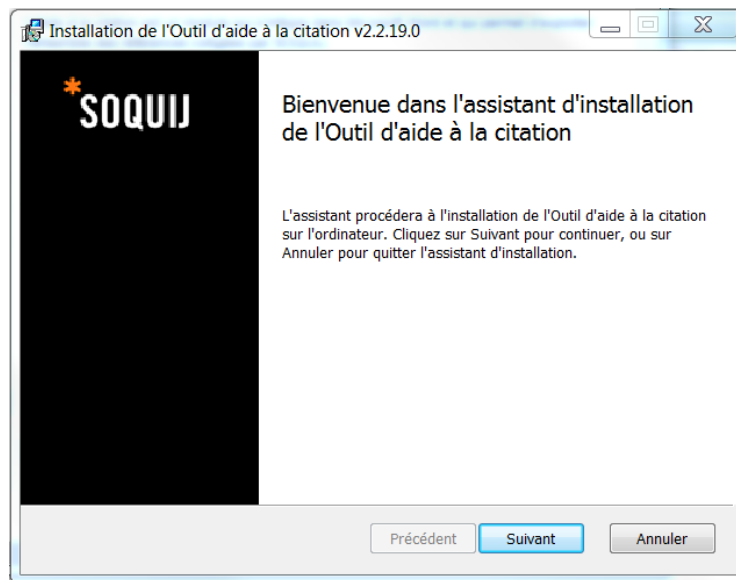 Installation de l'Outil d'aide à la citation v2.2.19.0
*SOQUIJ
Bienvenue dans l'assistant d'installation
de l'Outil d'aide à la citation
L'assistant procédera à l'installation de l'Outil d'aide à la citation
sur l'ordinateur. Cliquez sur Suivant pour continuer, ou sur
Annuler pour quitter l'assistant d'installation.
Précédent Suivant Annuler